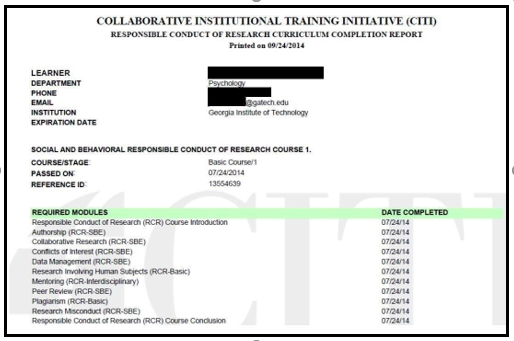 COLLABORATIVE INSTITUTIONAL TRAINING INITIATIVE (CITI)
RESPONSIBLE CONDUCT OF RESEARCH CURRICULUM COMPLETION REPORT
Printed on 09/24/2014
LEARNER
DEPARTMENT Psychology
PHONE
EMAIL @gatech.edu
INSTITUTION Georgia Institute of Technology
EXPIRATION DATE
SOCIAL AND BEHAVIORAL RESPONSIBLE CONDUCT OF RESEARCH COURSE 1.
COURSE/STAGE: Basic Course/1
PASSED ON: 07/24/2014
REFERENCE ID: 13554639
REQUIRED MODULES DATE COMPLETED
Responsible Conduct of Research (RCR) Course Introduction 07/24/14
Authorship (RCR-SBE) 07/24/14
Collaborative Research (RCR-SBE) 07/24/14
Conflicts of Interest (RCR-SBE) 07/24/14
Data Management (RCR-SBE) 07/24/14
Research Involving Human Subjects (RCR-Basic) 07/24/14
Mentoring (RCR-Interdisciplinary) 07/24/14
Peer Review (RCR-SBE) 07/24/14
Plagiarism (RCR-Basic) 07/24/14
Research Misconduct (RCR-SBE) 07/24/14
Responsible Conduct of Research (RCR) Course Conclusion 07/24/14
CITI